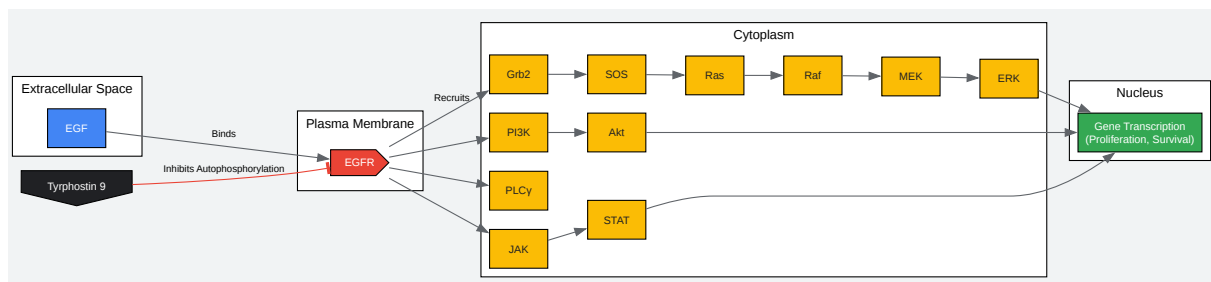 Cytoplasm
Grb2
SOS
Ras
Raf
MEK
ERK
Extracellular Space
EGF
Nucleus
Gene Transcription
(Proliferation, Survival)
Recruits
Plasma Membrane
EGFR
Binds
PI3K
Akt
Inhibits Autophosphorylation
Tyrphostin 9
PLCγ
STAT
JAK